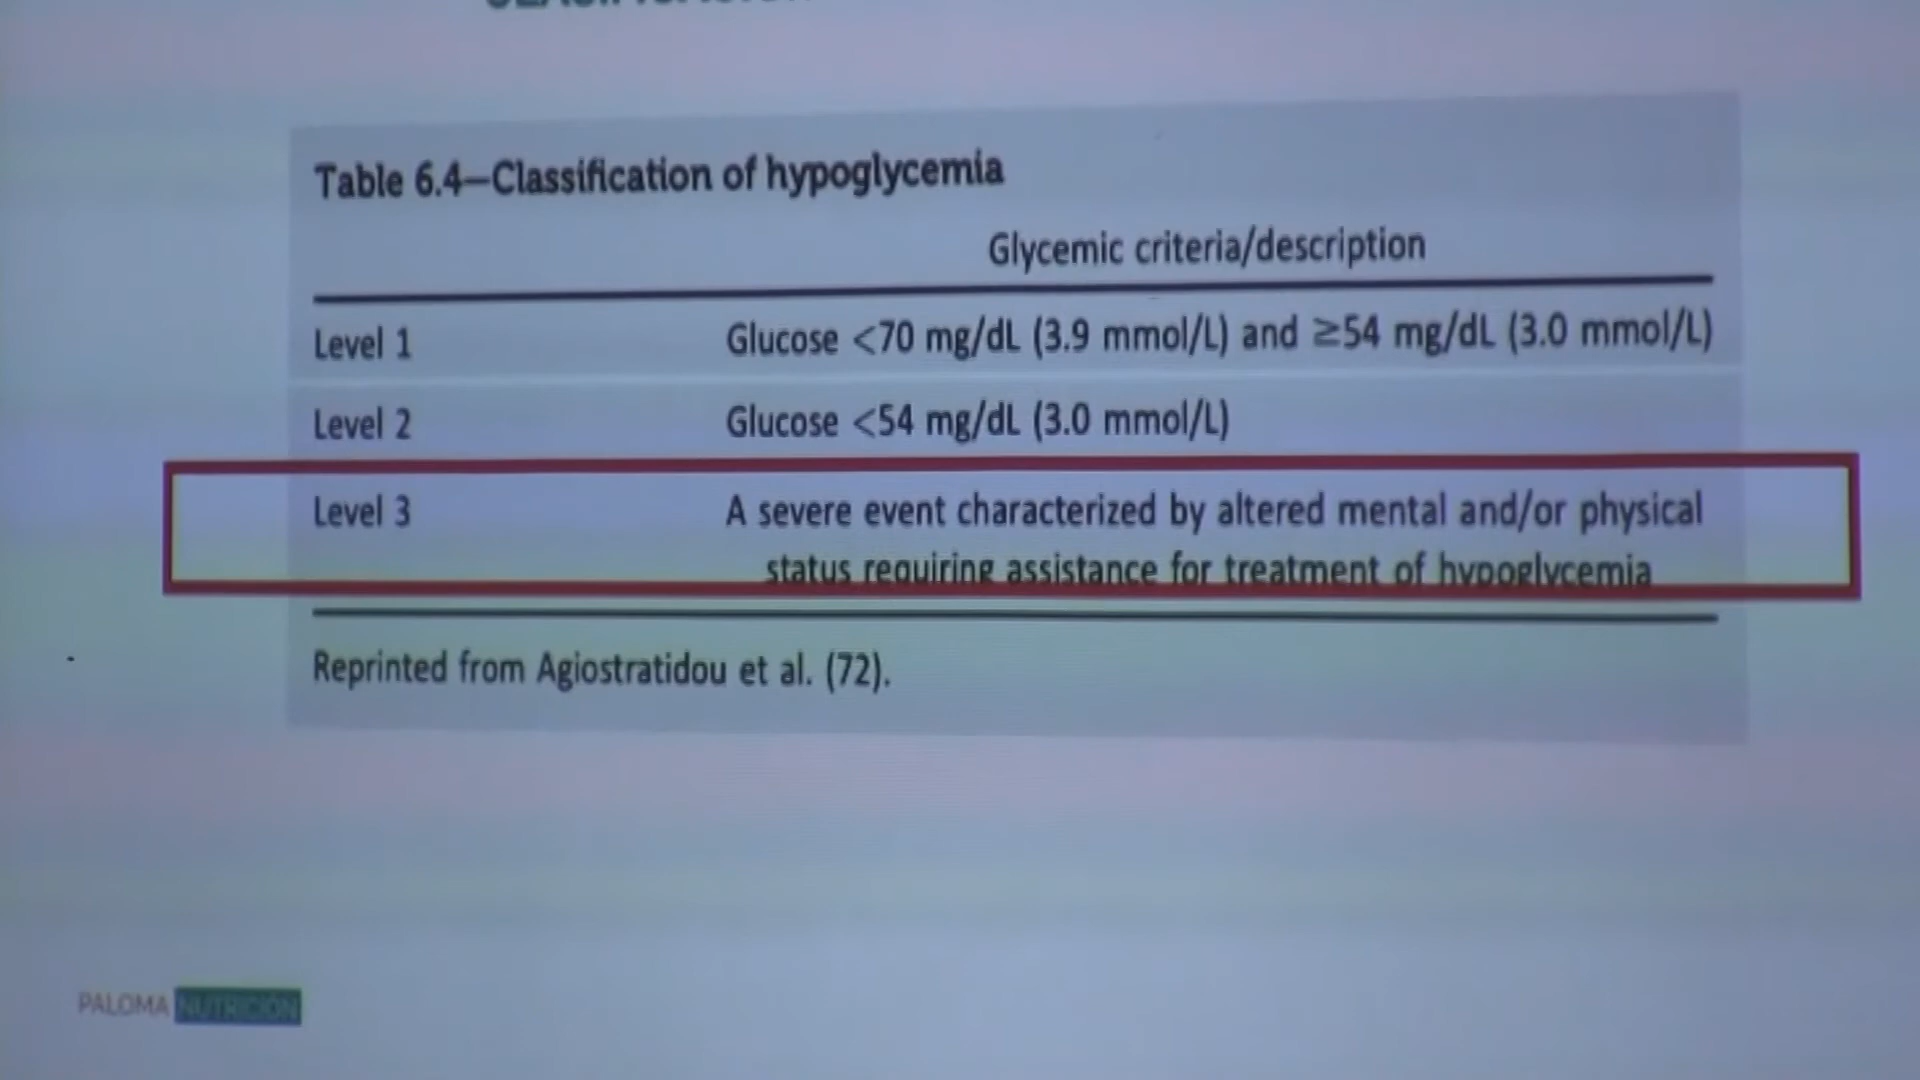 Table 6.4—Classification of hypoglycemia
Glycemic criteria/description
Level 1 Glucose <70 mg/dL (3.9 mmol/L) and ≥54 mg/dL (3.0 mmol/L)
Level 2 Glucose <54 mg/dL (3.0 mmol/L)
Level 3 A severe event characterized by altered mental and/or physical
status requiring assistance for treatment of hypoglycemia
Reprinted from Agiostratidou et al. (72).
PALOMA NUTRICIÓN